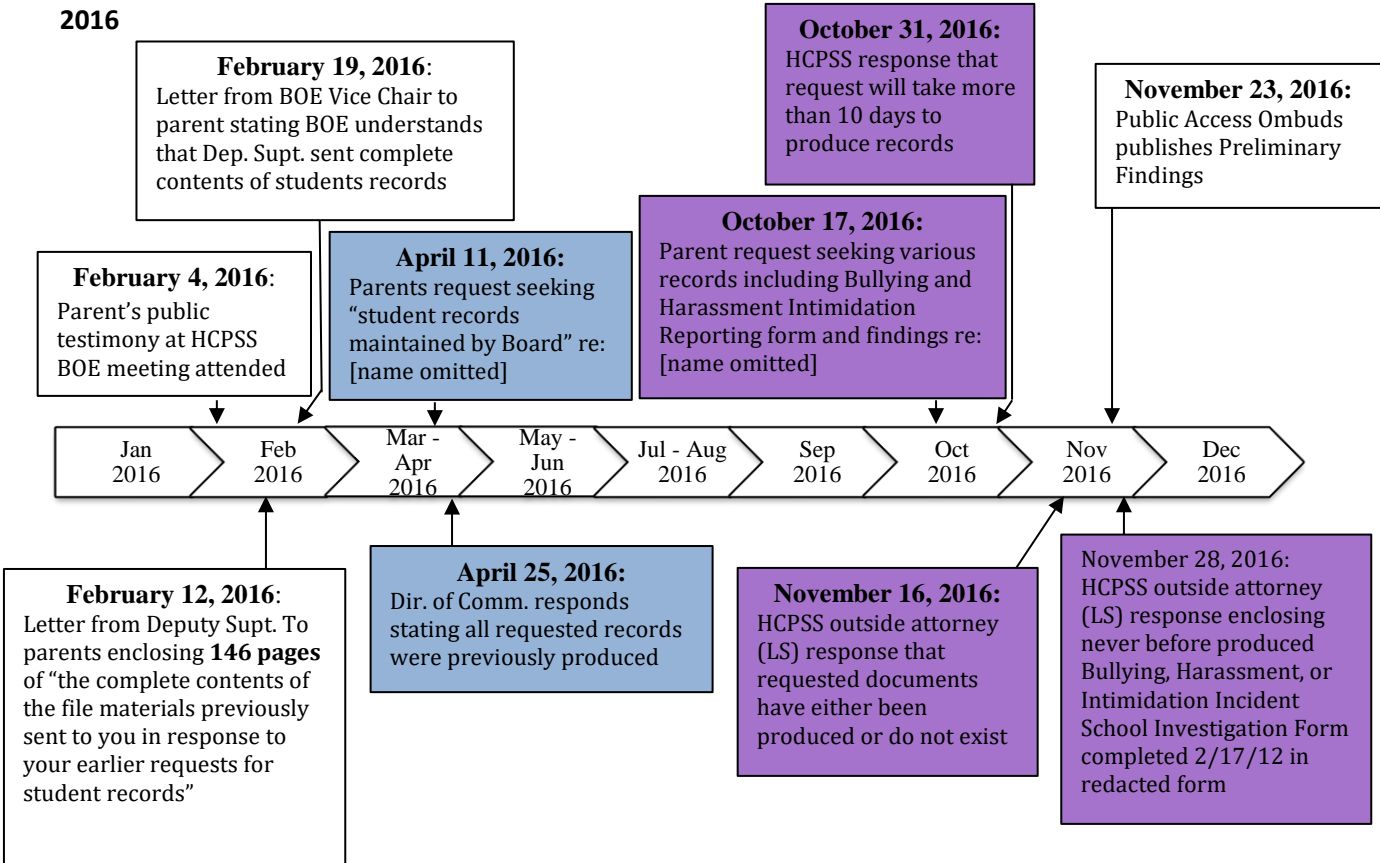 2016
February 19, 2016:
Letter from BOE Vice Chair to
parent stating BOE understands
that Dep. Supt. sent complete
contents of students records
October 31, 2016:
HCPSS response that
request will take more
than 10 days to
produce records
November 23, 2016:
Public Access Ombuds
publishes Preliminary
Findings
February 4, 2016:
Parent’s public
testimony at HCPSS
BOE meeting attended
April 11, 2016:
Parents request seeking
“student records
maintained by Board” re:
[name omitted]
October 17, 2016:
Parent request seeking various
records including Bullying and
Harassment Intimidation
Reporting form and findings re:
[name omitted]
Jan
2016
Feb
2016
Mar -
Apr
2016
May -
Jun
2016
Jul - Aug
2016
Sep
2016
Oct
2016
Nov
2016
Dec
2016
February 12, 2016:
Letter from Deputy Supt. To
parents enclosing 146 pages
of “the complete contents of
the file materials previously
sent to you in response to
your earlier requests for
student records”
April 25, 2016:
Dir. of Comm. responds
stating all requested records
were previously produced
November 16, 2016:
HCPSS outside attorney
(LS) response that
requested documents
have either been
produced or do not exist
November 28, 2016:
HCPSS outside attorney
(LS) response enclosing
never before produced
Bullying, Harassment, or
Intimidation Incident
School Investigation Form
completed 2/17/12 in
redacted form